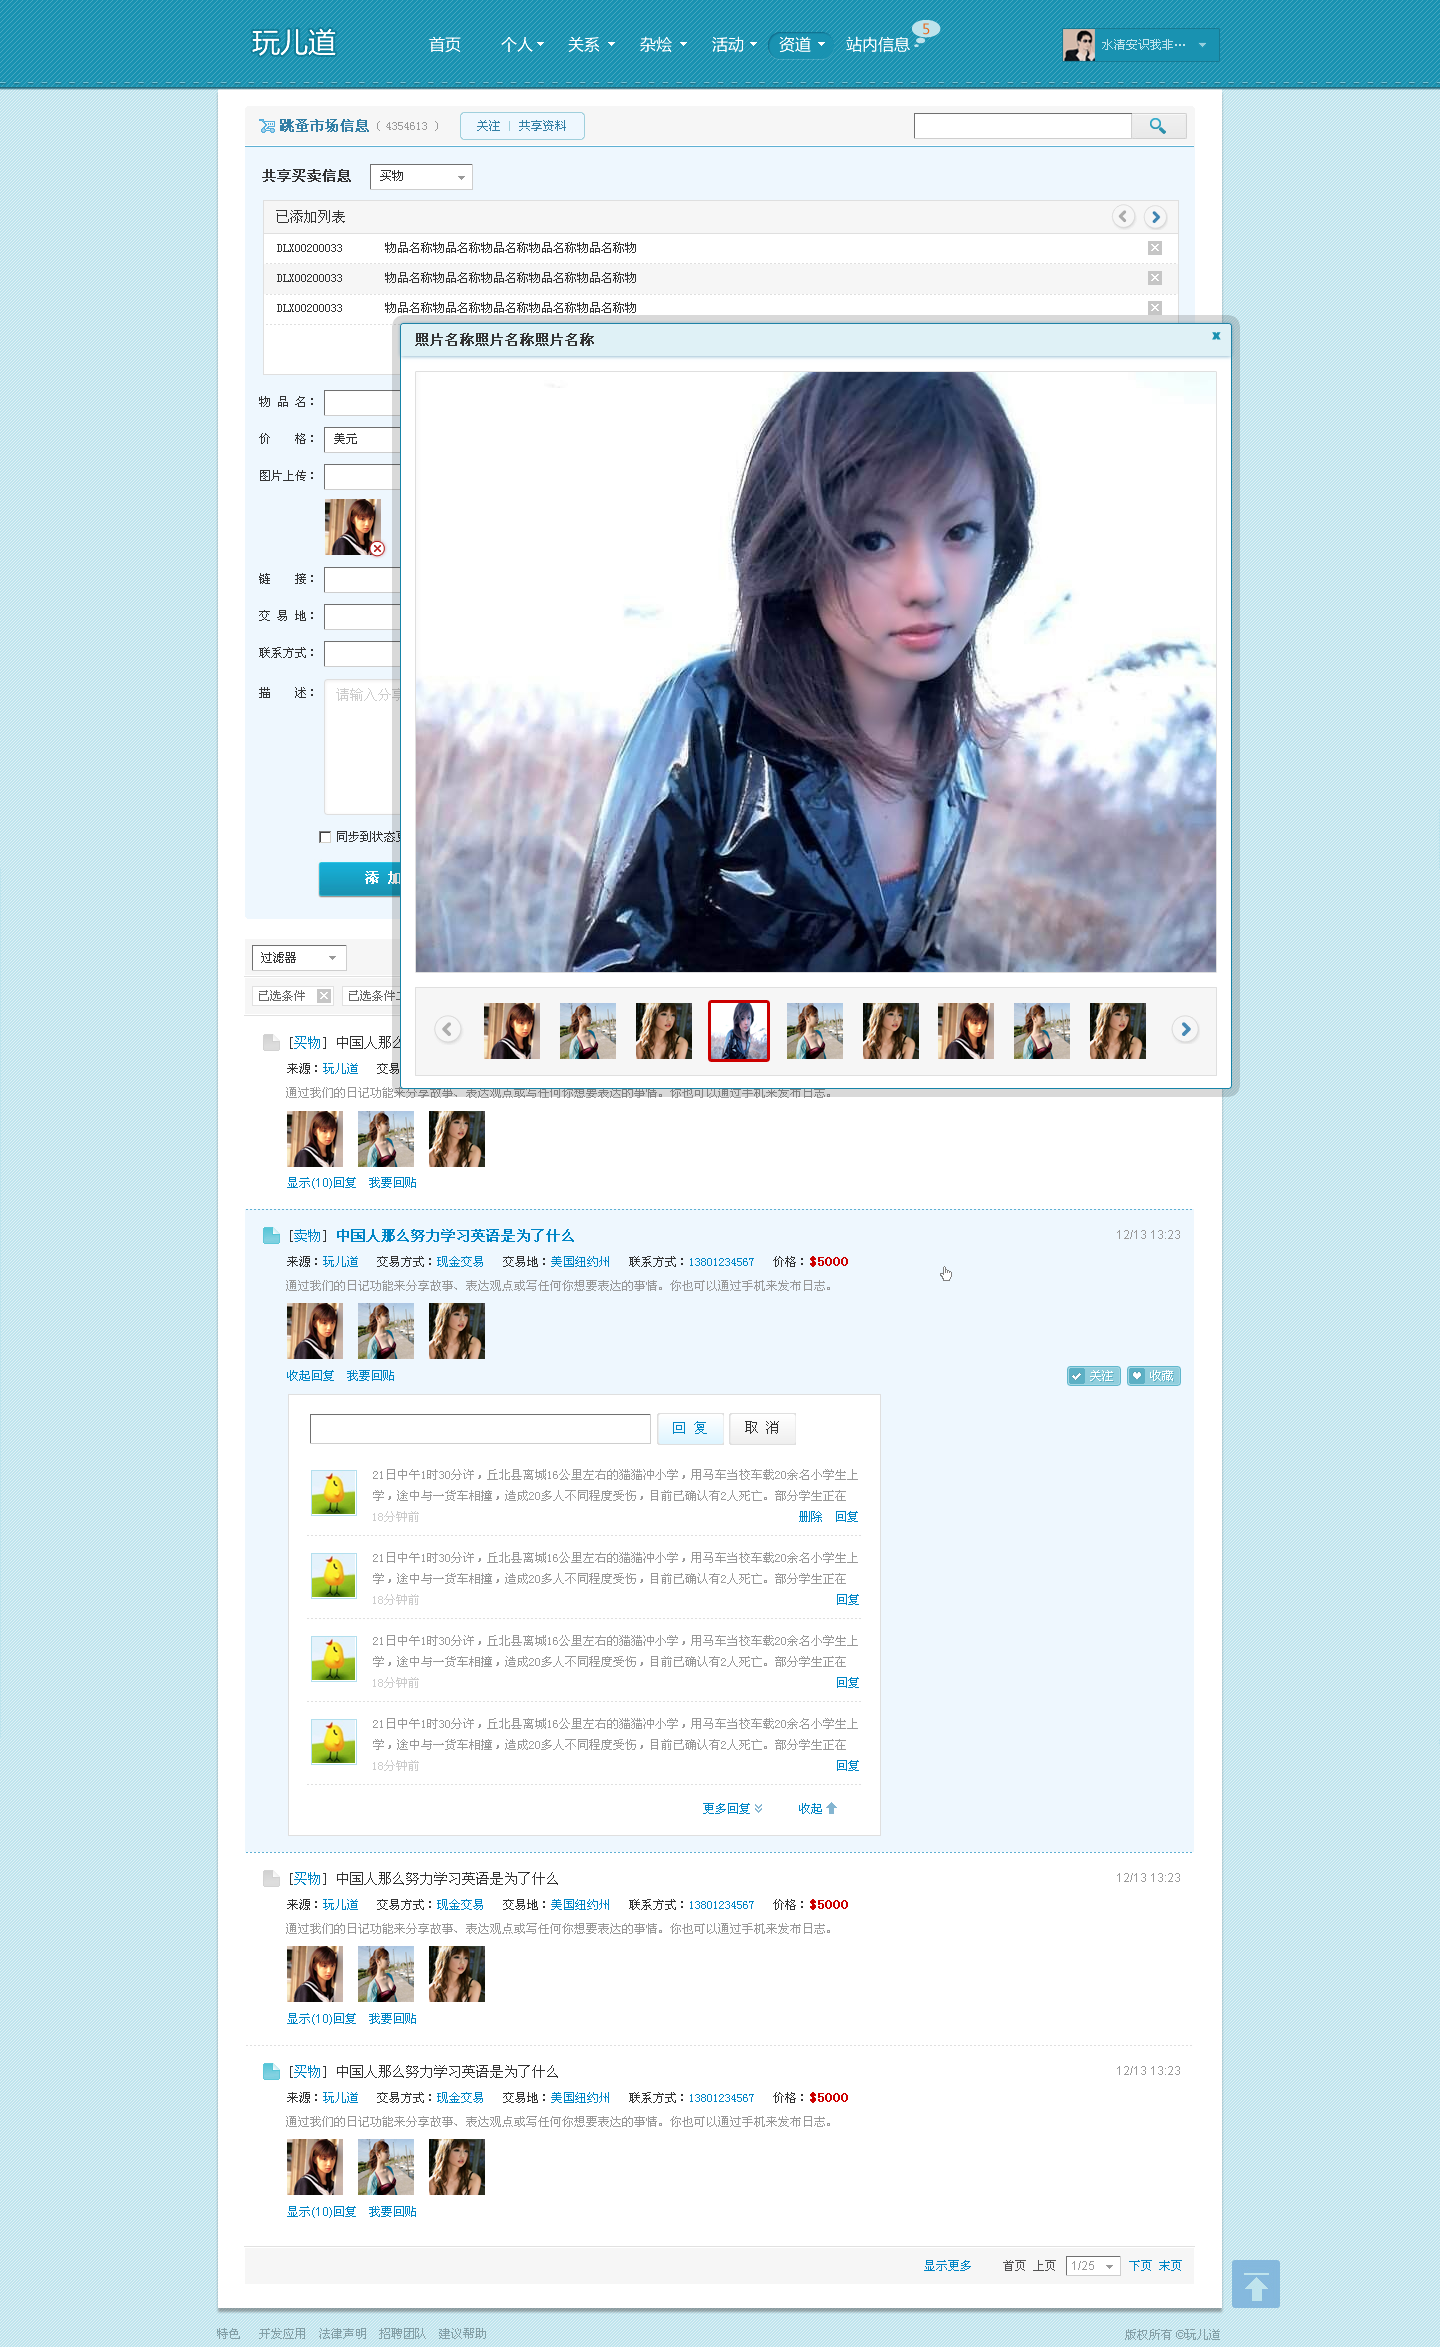 玩儿道
首页 个人 关系 杂烩 活动 资道 站内信息 5
水清安识我非···
跳蚤市场信息 ( 4354613 ) 关注 | 共享资料
共享买卖信息 买物
已添加列表
DLX00200033 物品名称物品名称物品名称物品名称物品名称物
DLX00200033 物品名称物品名称物品名称物品名称物品名称物
DLX00200033 物品名称物品名称物品名称物品名称物品名称物
照片名称照片名称照片名称
物 品 名：
价 格： 美元
图片上传：
链 接：
交 易 地：
联系方式：
描 述： 请输入分享
同步到状态
添 加
过滤器
已选条件 已选条件
[买物] 中国人那么
来源：玩儿道 交易
通过我们的日记功能来分享故事、表达观点或写任何你想要表达的事情。你也可以通过手机来发布日志。
显示(10)回复 我要回贴
[卖物] 中国人那么努力学习英语是为了什么 12/13 13:23
来源：玩儿道 交易方式：现金交易 交易地：美国纽约州 联系方式：13801234567 价格：$5000
通过我们的日记功能来分享故事、表达观点或写任何你想要表达的事情。你也可以通过手机来发布日志。
收起回复 我要回贴 关注 收藏
回 复 取 消
21日中午1时30分许，丘北县离城16公里左右的猫猫冲小学，用马车当校车载20余名小学生上
学，途中与一货车相撞，造成20多人不同程度受伤，目前已确认有2人死亡。部分学生正在
18分钟前 删除 回复
21日中午1时30分许，丘北县离城16公里左右的猫猫冲小学，用马车当校车载20余名小学生上
学，途中与一货车相撞，造成20多人不同程度受伤，目前已确认有2人死亡。部分学生正在
18分钟前 回复
21日中午1时30分许，丘北县离城16公里左右的猫猫冲小学，用马车当校车载20余名小学生上
学，途中与一货车相撞，造成20多人不同程度受伤，目前已确认有2人死亡。部分学生正在
18分钟前 回复
21日中午1时30分许，丘北县离城16公里左右的猫猫冲小学，用马车当校车载20余名小学生上
学，途中与一货车相撞，造成20多人不同程度受伤，目前已确认有2人死亡。部分学生正在
18分钟前 回复
更多回复 收起
[买物] 中国人那么努力学习英语是为了什么 12/13 13:23
来源：玩儿道 交易方式：现金交易 交易地：美国纽约州 联系方式：13801234567 价格：$5000
通过我们的日记功能来分享故事、表达观点或写任何你想要表达的事情。你也可以通过手机来发布日志。
显示(10)回复 我要回贴
[买物] 中国人那么努力学习英语是为了什么 12/13 13:23
来源：玩儿道 交易方式：现金交易 交易地：美国纽约州 联系方式：13801234567 价格：$5000
通过我们的日记功能来分享故事、表达观点或写任何你想要表达的事情。你也可以通过手机来发布日志。
显示(10)回复 我要回贴
显示更多 首页 上页 1/25 下页 末页
特色 开发应用 法律声明 招聘团队 建议帮助 版权所有 ©玩儿道